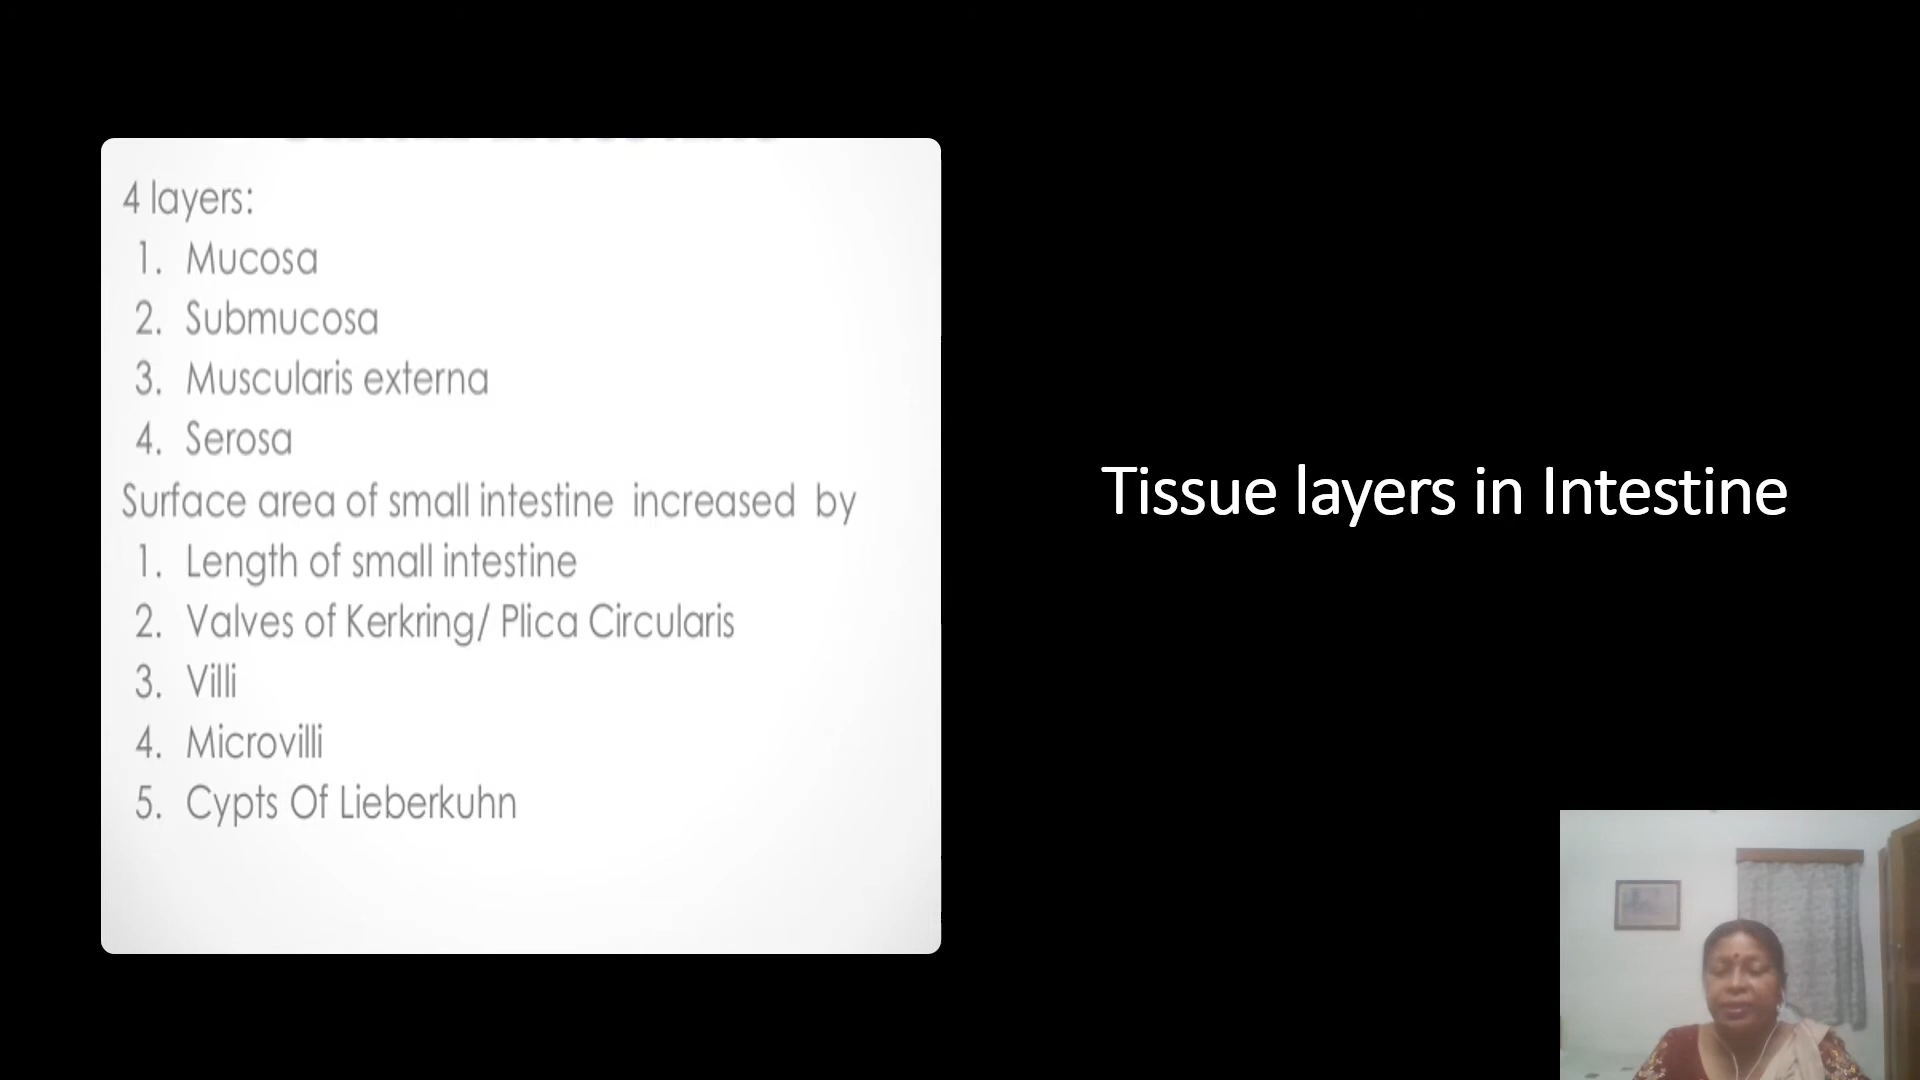 4 layers:
1. Mucosa
2. Submucosa
3. Muscularis externa
4. Serosa
Surface area of small intestine increased by
1. Length of small intestine
2. Valves of Kerkring/ Plica Circularis
3. Villi
4. Microvilli
5. Cypts Of Lieberkuhn
Tissue layers in Intestine